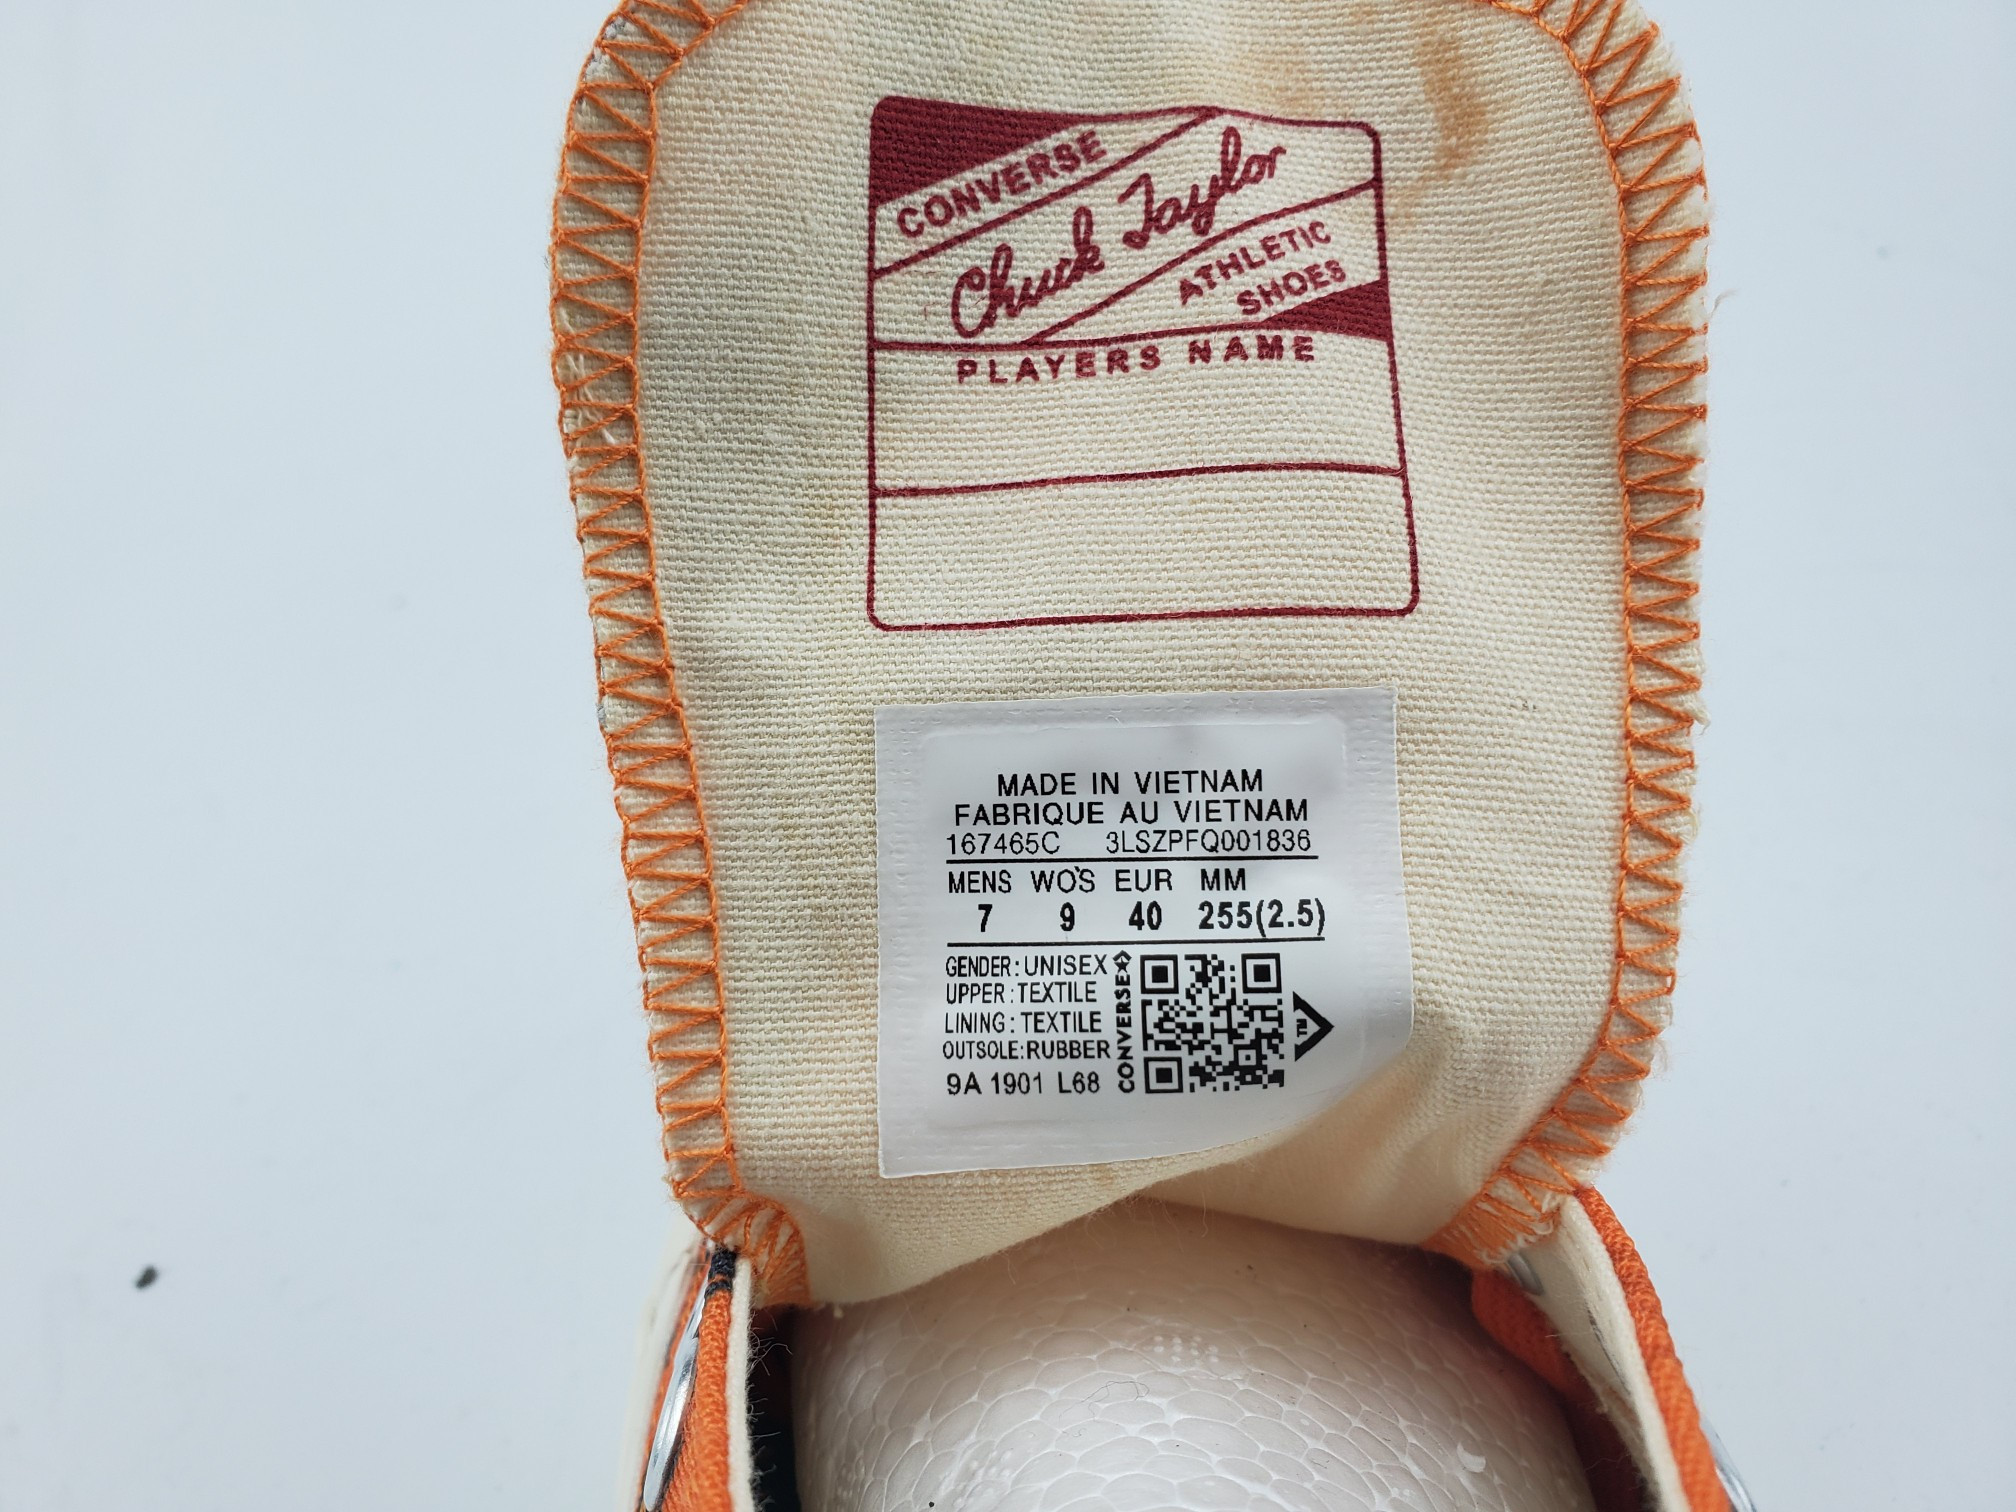 CONVERSE
Chuck Taylor
ATHLETIC
SHOES
PLAYERS NAME
MADE IN VIETNAM
FABRIQUE AU VIETNAM
167465C 3LSZPFQ001836
MENS WO'S EUR MM
7 9 40 255(2.5)
GENDER: UNISEX
UPPER: TEXTILE
LINING: TEXTILE
OUTSOLE: RUBBER
9A 1901 L68
CONVERSE
TM